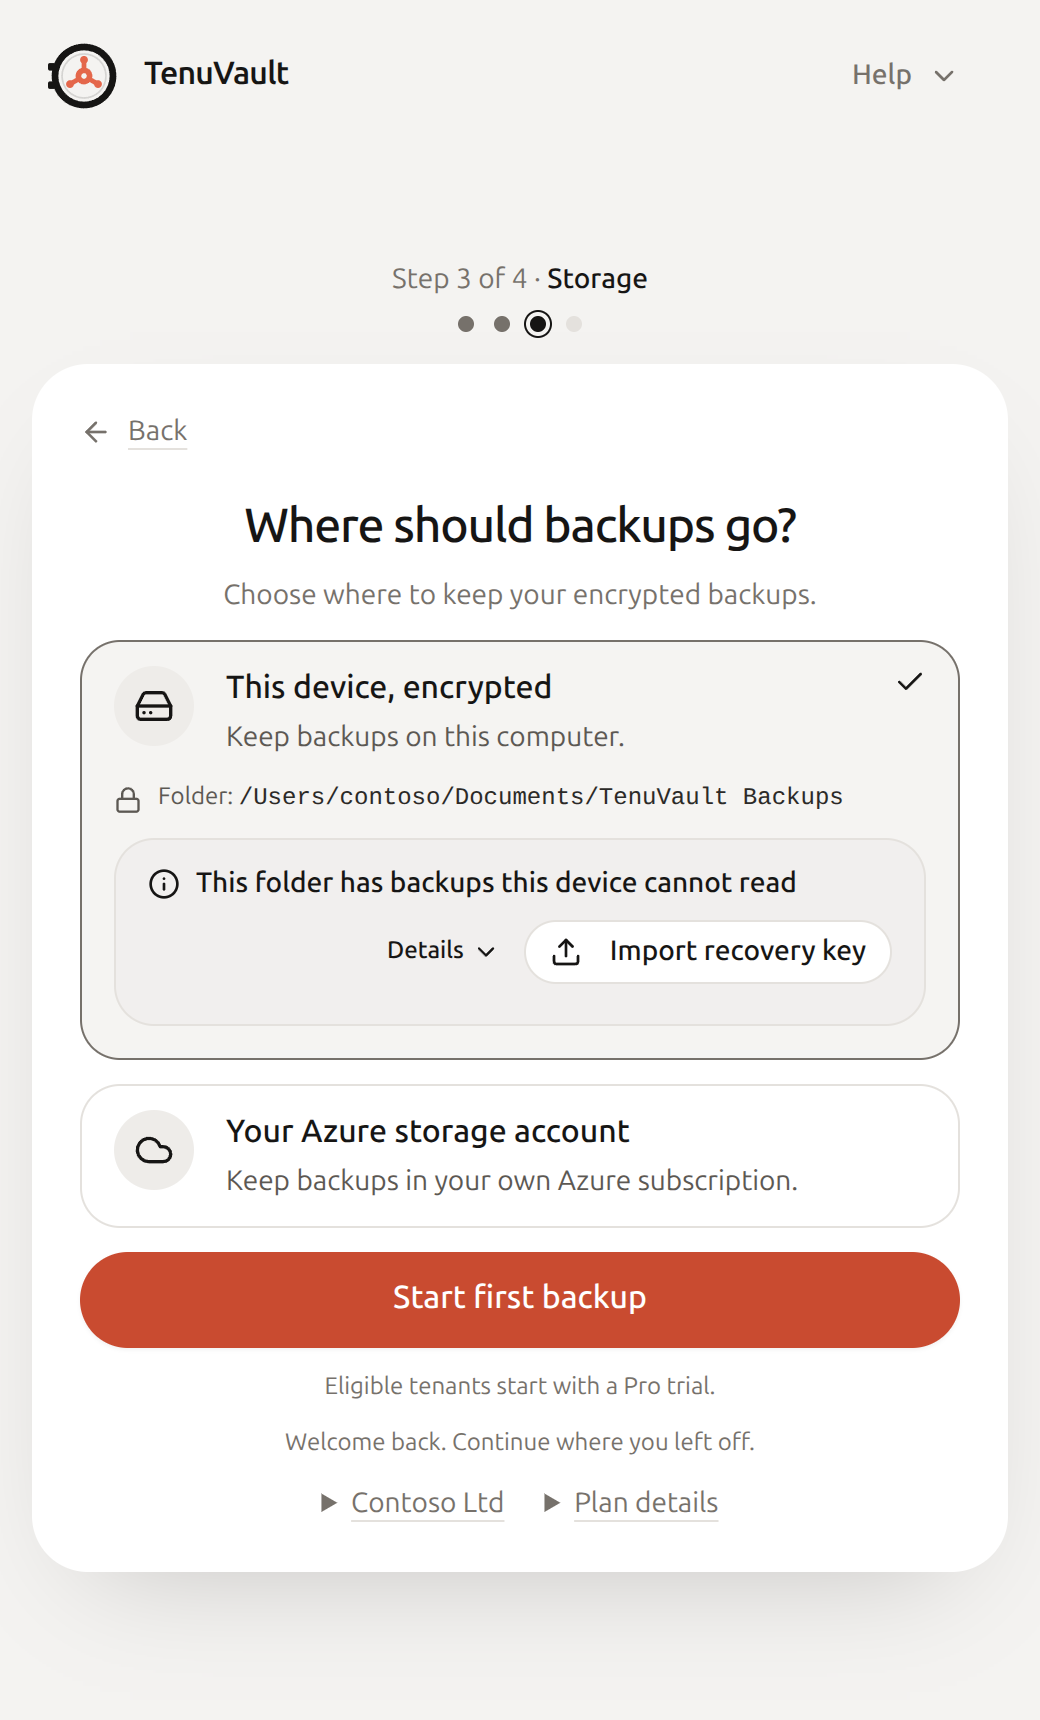 TenuVault
Help
Step 3 of 4 · Storage
Back
Where should backups go?
Choose where to keep your encrypted backups.
This device, encrypted
Keep backups on this computer.
Folder: /Users/contoso/Documents/TenuVault Backups
This folder has backups this device cannot read
Details
Import recovery key
Your Azure storage account
Keep backups in your own Azure subscription.
Start first backup
Eligible tenants start with a Pro trial.
Welcome back. Continue where you left off.
Contoso Ltd
Plan details